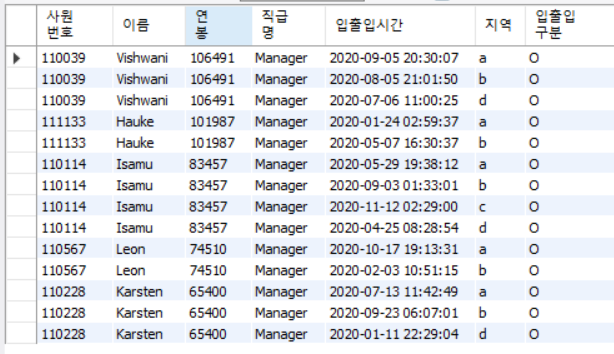 사원 번호 이름 연 봉 직급 명 입출입시간 지역 입출입 구분
110039 Vishwani 106491 Manager 2020-09-05 20:30:07 a O
110039 Vishwani 106491 Manager 2020-08-05 21:01:50 b O
110039 Vishwani 106491 Manager 2020-07-06 11:00:25 d O
111133 Hauke 101987 Manager 2020-01-24 02:59:37 a O
111133 Hauke 101987 Manager 2020-05-07 16:30:37 b O
110114 Isamu 83457 Manager 2020-05-29 19:38:12 a O
110114 Isamu 83457 Manager 2020-09-03 01:33:01 b O
110114 Isamu 83457 Manager 2020-11-12 02:29:00 c O
110114 Isamu 83457 Manager 2020-04-25 08:28:54 d O
110567 Leon 74510 Manager 2020-10-17 19:13:31 a O
110567 Leon 74510 Manager 2020-02-03 10:51:15 b O
110228 Karsten 65400 Manager 2020-07-13 11:42:49 a O
110228 Karsten 65400 Manager 2020-09-23 06:07:01 b O
110228 Karsten 65400 Manager 2020-01-11 22:29:04 d O